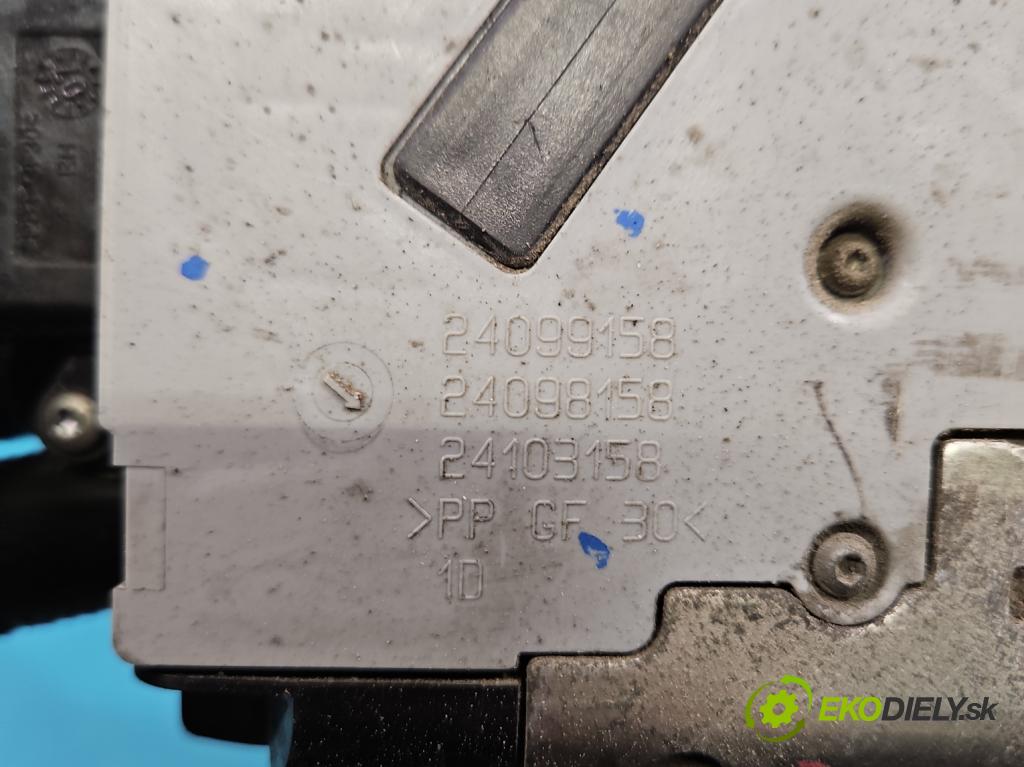 24099158
24098158
24103158
>PP GF 30<
1D
EKODIELY.sk